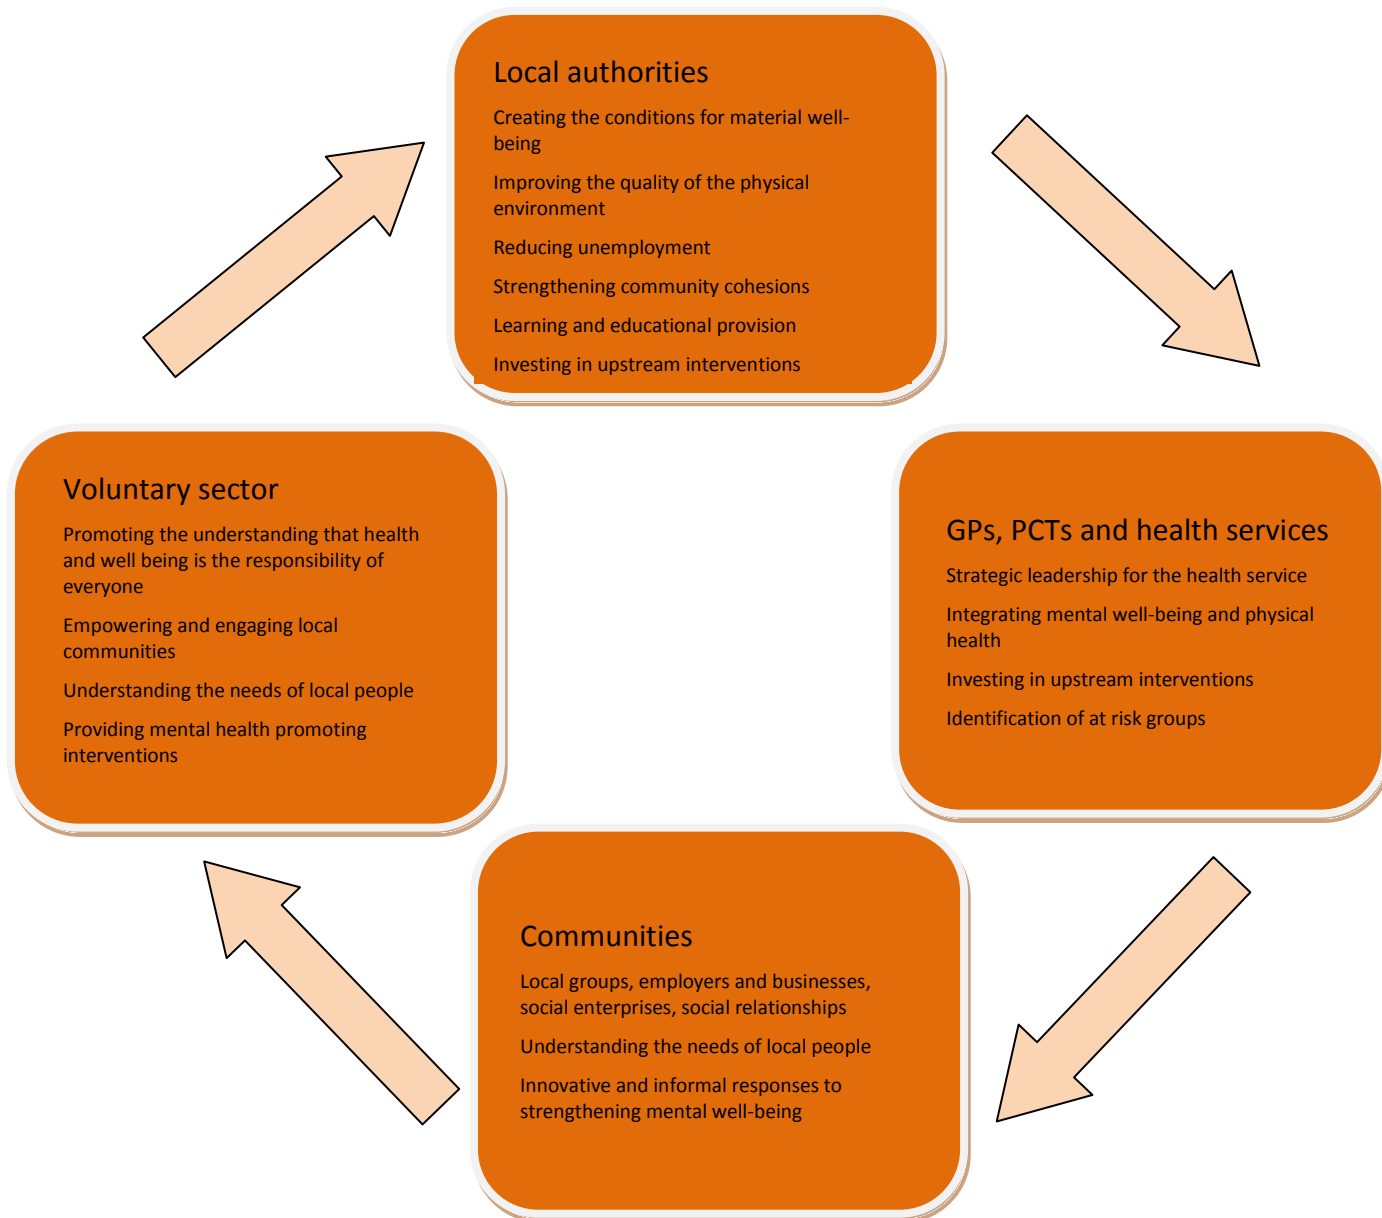 Local authorities
Creating the conditions for material well-
being
Improving the quality of the physical
environment
Reducing unemployment
Strengthening community cohesions
Learning and educational provision
Investing in upstream interventions
Voluntary sector
Promoting the understanding that health
and well being is the responsibility of
everyone
Empowering and engaging local
communities
Understanding the needs of local people
Providing mental health promoting
interventions
GPs, PCTs and health services
Strategic leadership for the health service
Integrating mental well-being and physical
health
Investing in upstream interventions
Identification of at risk groups
Communities
Local groups, employers and businesses,
social enterprises, social relationships
Understanding the needs of local people
Innovative and informal responses to
strengthening mental well-being